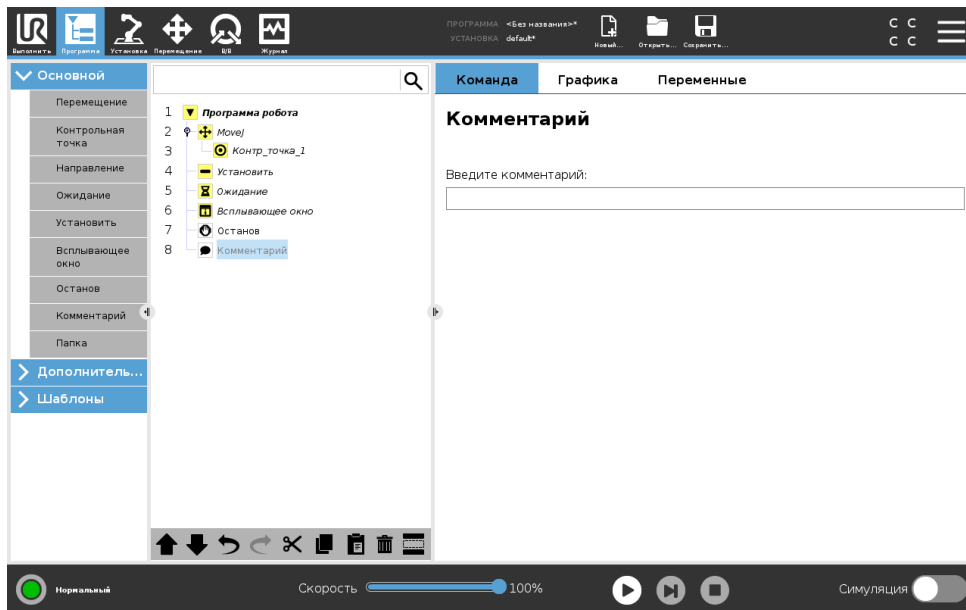 UR
ПРОГРАММА <Без названия>*
УСТАНОВКА default*
Выполнить Программа Установка Перемещение В/В Журнал
Новый... Открыть... Сохранить...
C C
C C
Основной
Перемещение
Контрольная
точка
Направление
Ожидание
Установить
Всплывающее
окно
Останов
Комментарий
Папка
Дополнитель...
Шаблоны
1 Программа робота
2 MoveJ
3 Контр_точка_1
4 Установить
5 Ожидание
6 Всплывающее окно
7 Останов
8 Комментарий
Команда Графика Переменные
Комментарий
Введите комментарий:
Нормальный
Скорость 100%
Симуляция